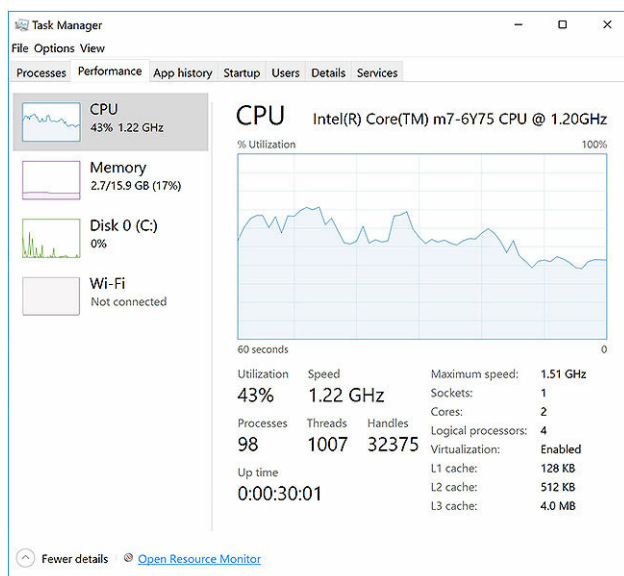 Task Manager
File Options View
Processes Performance App history Startup Users Details Services
CPU
43% 1.22 GHz
Memory
2.7/15.9 GB (17%)
Disk 0 (C:)
0%
Wi-Fi
Not connected
CPU Intel(R) Core(TM) m7-6Y75 CPU @ 1.20GHz
% Utilization 100%
60 seconds 0
Utilization Speed
43% 1.22 GHz
Processes Threads Handles
98 1007 32375
Up time
0:00:30:01
Maximum speed: 1.51 GHz
Sockets: 1
Cores: 2
Logical processors: 4
Virtualization: Enabled
L1 cache: 128 KB
L2 cache: 512 KB
L3 cache: 4.0 MB
Fewer details Open Resource Monitor